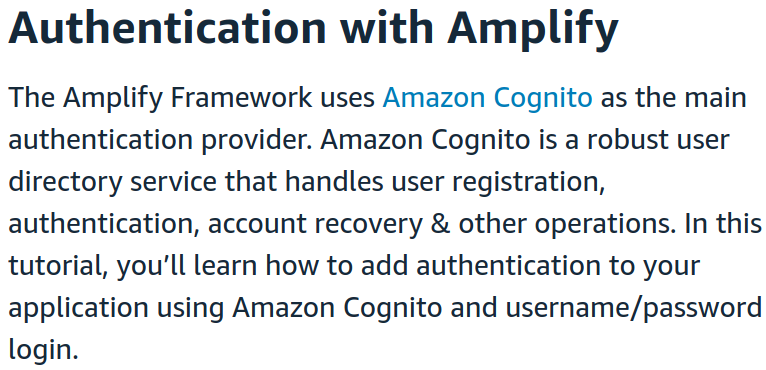 Authentication with Amplify
The Amplify Framework uses Amazon Cognito as the main
authentication provider. Amazon Cognito is a robust user
directory service that handles user registration,
authentication, account recovery & other operations. In this
tutorial, you’ll learn how to add authentication to your
application using Amazon Cognito and username/password
login.